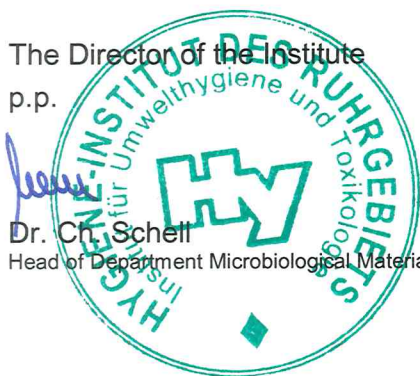 The Director of the Institute
p.p.
Dr. Ch. Schell
Head of Department Microbiological Materia
HYGIENE-INSTITUT DES RUHRGEBIETS
Institut für Umwelthygiene und Toxikologie
Hy